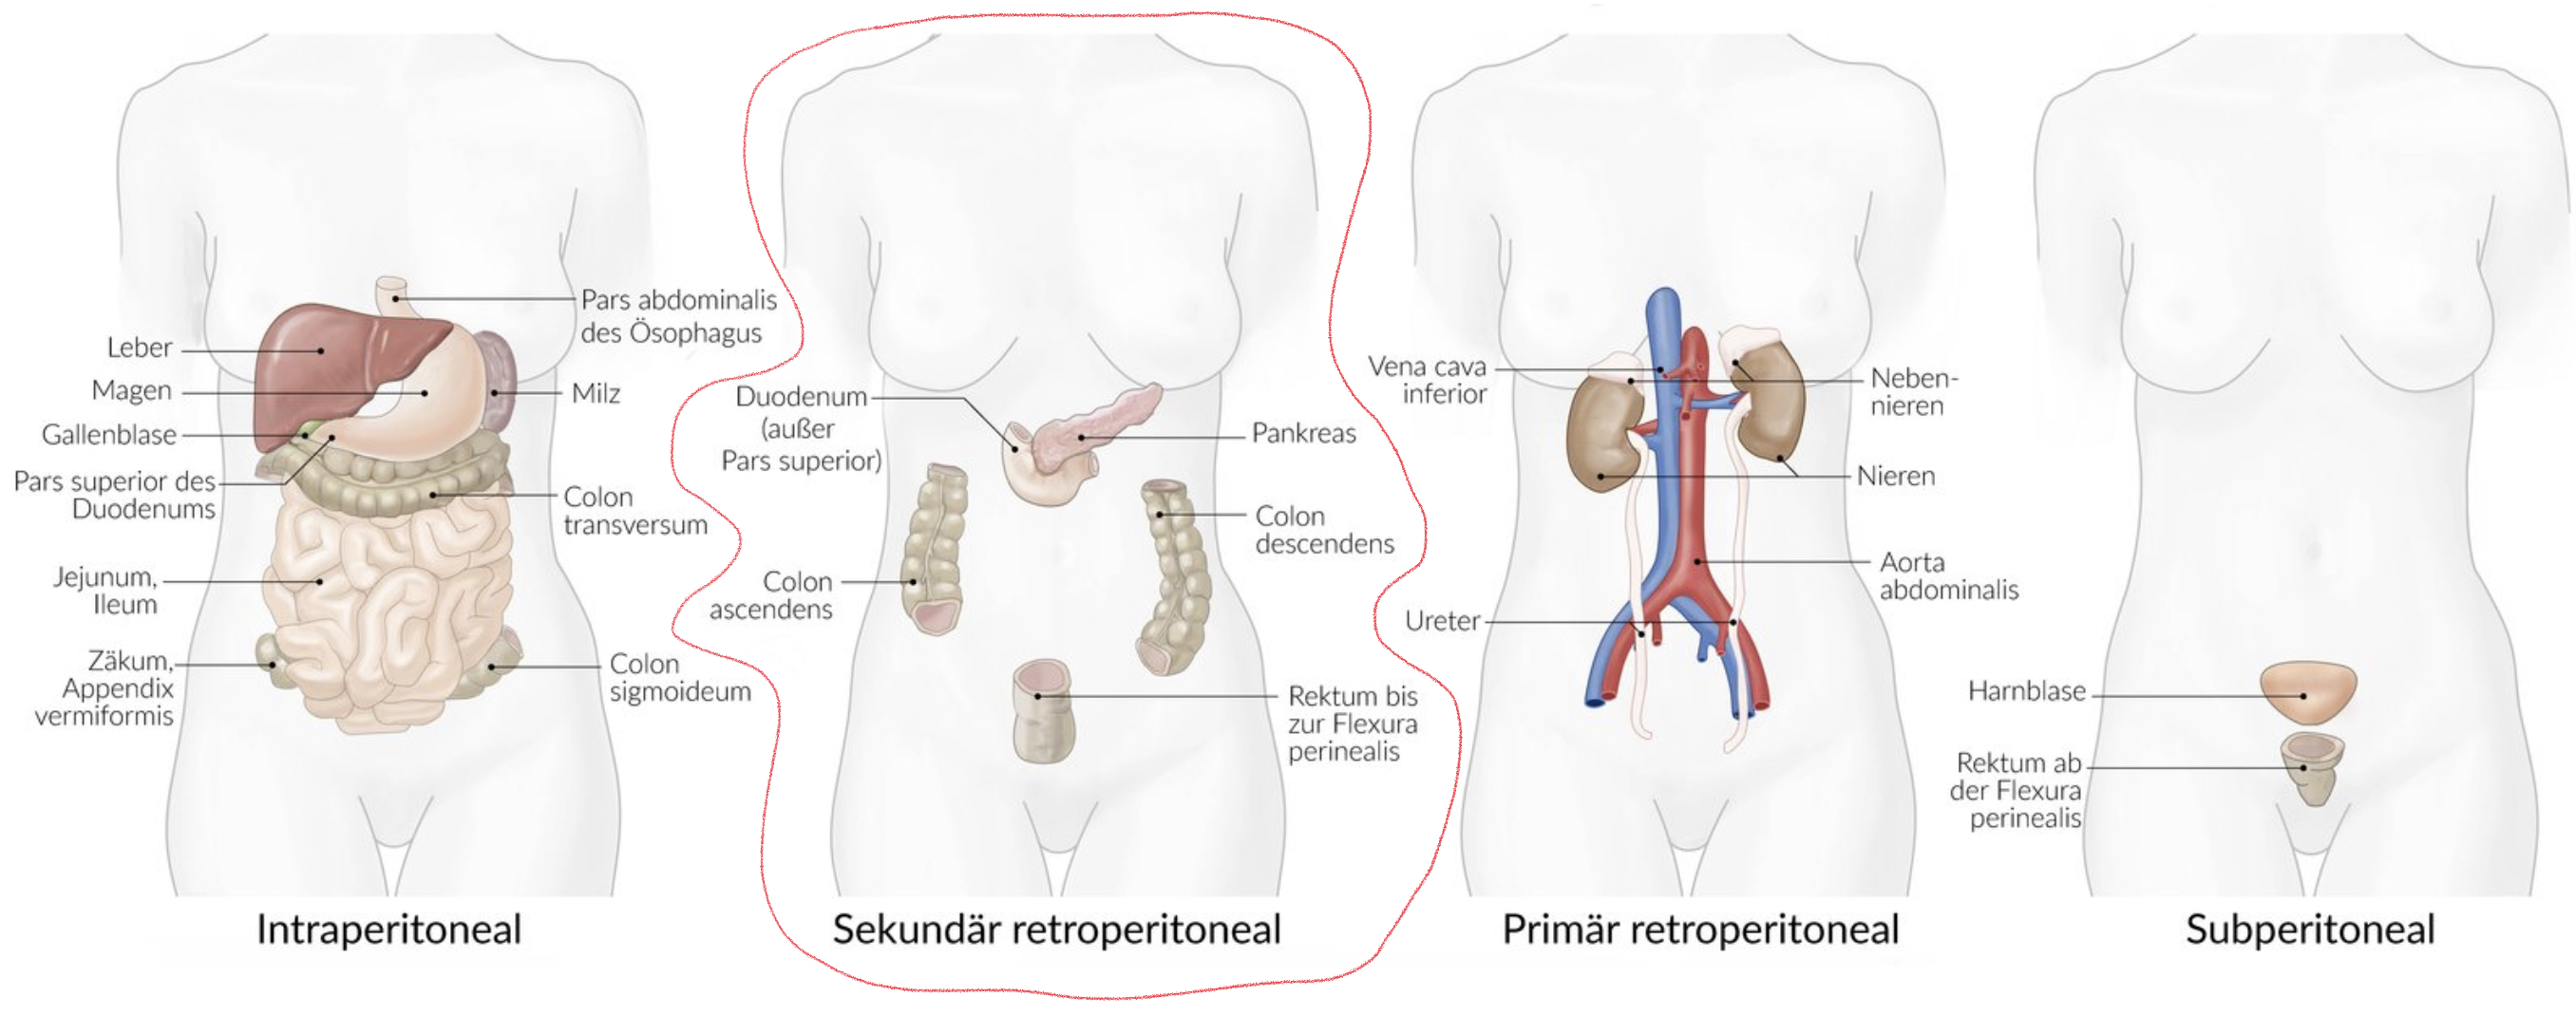 Pars abdominalis
des Ösophagus
Leber
Magen
Milz
Gallenblase
Pars superior des
Duodenums
Colon
transversum
Jejunum,
Ileum
Zäkum,
Appendix
vermiformis
Colon
sigmoideum
Intraperitoneal
Duodenum
(außer
Pars superior)
Pankreas
Colon
descendens
Colon
ascendens
Rektum bis
zur Flexura
perinealis
Sekundär retroperitoneal
Vena cava
inferior
Neben-
nieren
Nieren
Aorta
abdominalis
Ureter
Primär retroperitoneal
Harnblase
Rektum ab
der Flexura
perinealis
Subperitoneal